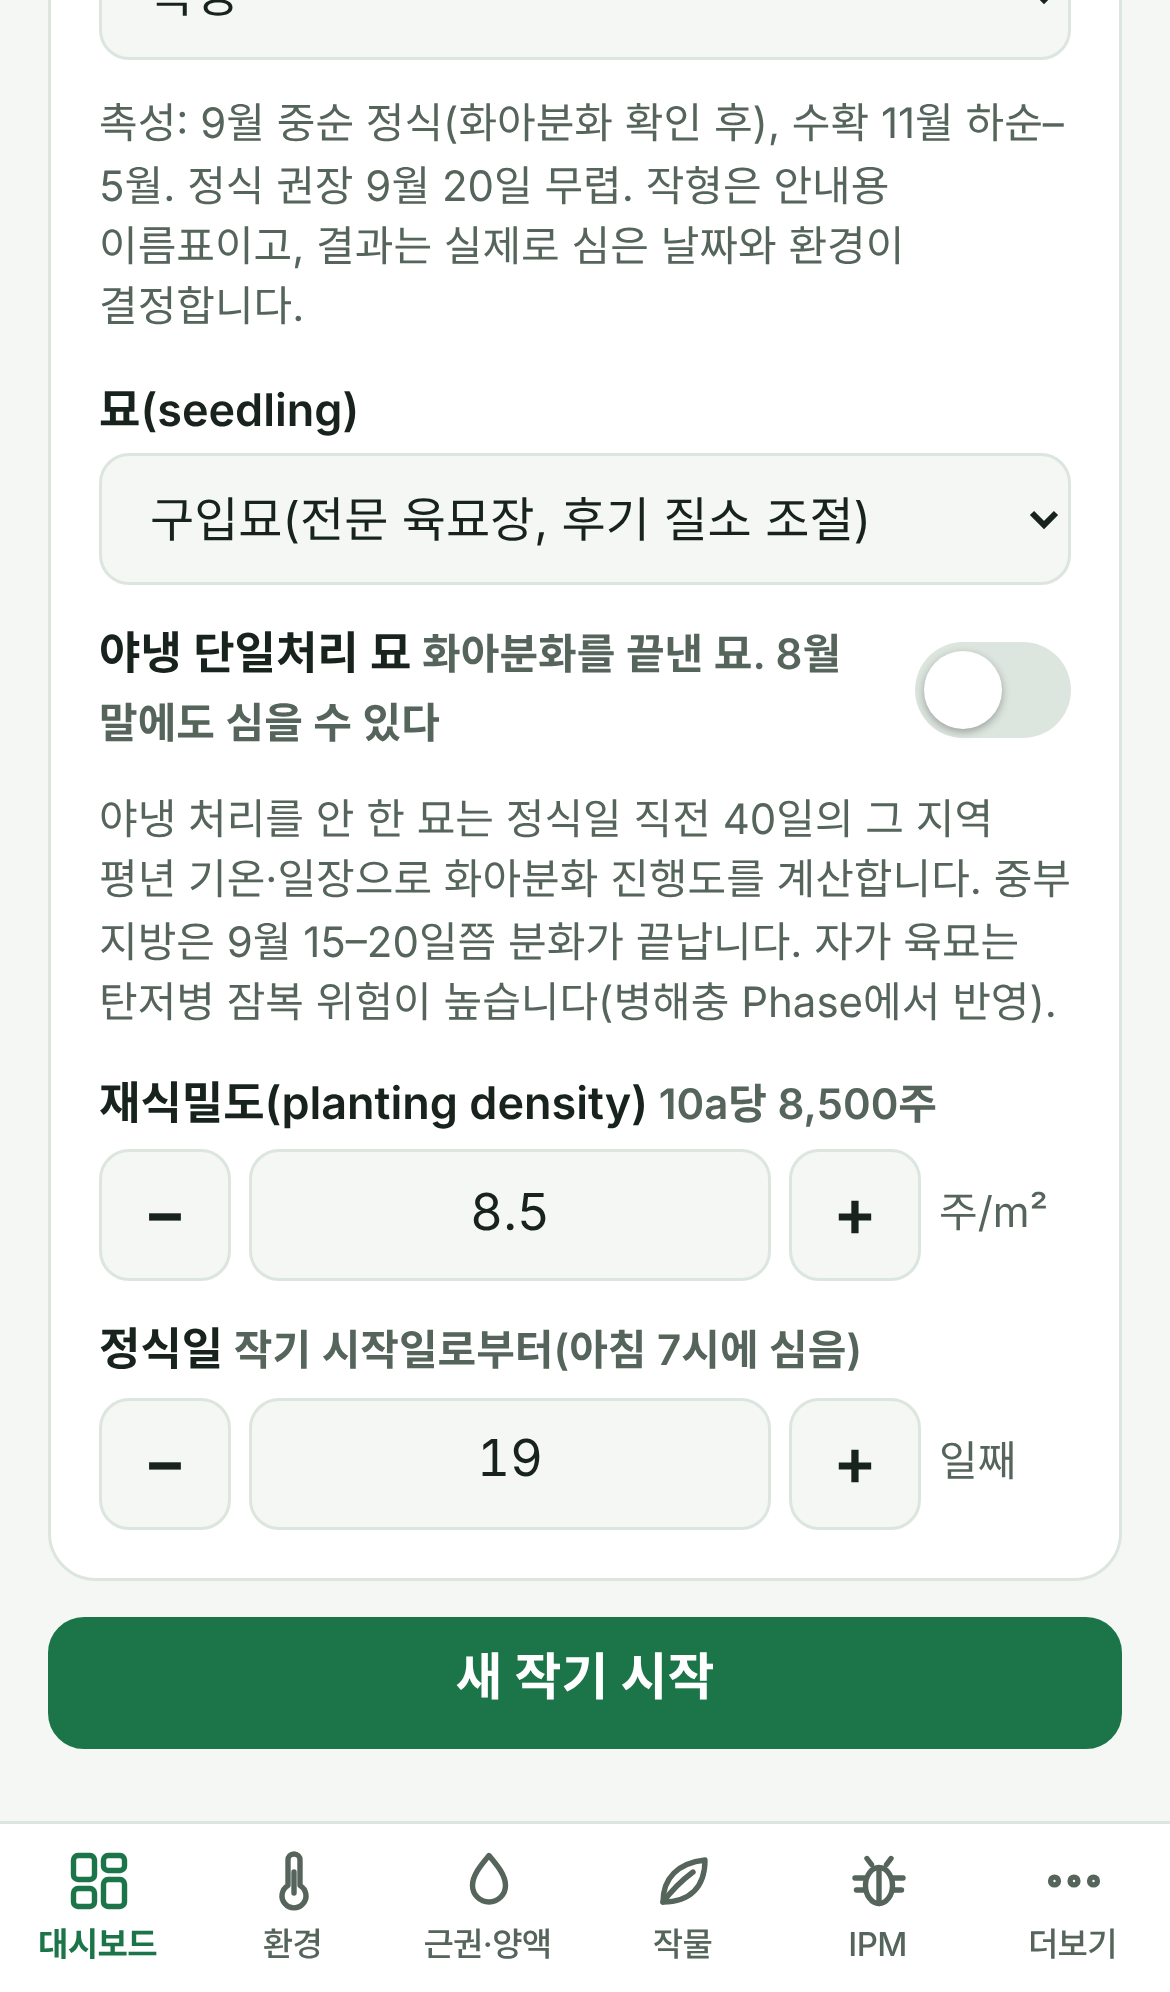 촉성: 9월 중순 정식(화아분화 확인 후), 수확 11월 하순–
5월. 정식 권장 9월 20일 무렵. 작형은 안내용
이름표이고, 결과는 실제로 심은 날짜와 환경이
결정합니다.
묘(seedling)
구입묘(전문 육묘장, 후기 질소 조절)
야냉 단일처리 묘 화아분화를 끝낸 묘. 8월
말에도 심을 수 있다
야냉 처리를 안 한 묘는 정식일 직전 40일의 그 지역
평년 기온·일장으로 화아분화 진행도를 계산합니다. 중부
지방은 9월 15–20일쯤 분화가 끝납니다. 자가 육묘는
탄저병 잠복 위험이 높습니다(병해충 Phase에서 반영).
재식밀도(planting density) 10a당 8,500주
− 8.5 + 주/m²
정식일 작기 시작일로부터(아침 7시에 심음)
− 19 + 일째
새 작기 시작
대시보드 환경 근권·양액 작물 IPM 더보기